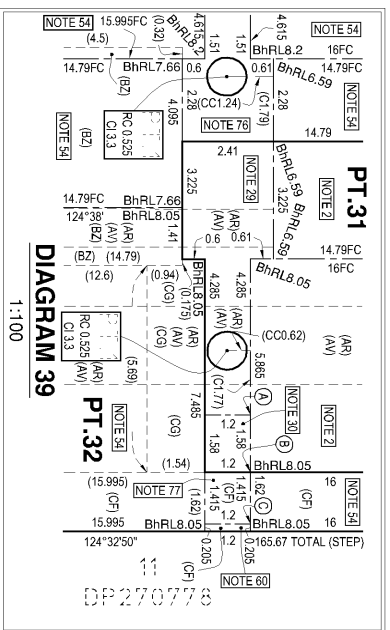 NOTE 54
15.995FC
BhRL8.2
4.615
1.51
1.51
4.615
BhRL8.2
NOTE 54
16FC
(4.5)
(0.32)
14.79FC
BhRL7.66
0.6
0.61
BhRL6.59
14.79FC
(BZ)
4.095
2.28
(CC1.24)
(C1.79)
2.28
NOTE 54
NOTE 54
(BZ)
RC 0.525
CI 3.3
NOTE 76
14.79
2.41
BhRL6.59
PT.31
3.225
NOTE 29
3.225
BhRL6.59
NOTE 2
14.79FC
BhRL7.66
124°38'
BhRL8.05
1.41
(BZ)
(AV)
(AR)
(AV)
(AR)
0.6
0.61
14.79FC
16FC
(BZ)
(14.79)
BhRL8.05
BhRL8.05
(12.6)
(0.94)
(0.175)
4.285
4.285
(CG)
(CG)
(AV)
(AR)
(AV)
(AR)
(CC0.62)
(AR)
(AV)
DIAGRAM 39
1:100
RC 0.525
CI 3.3
(AR)
(AV)
(5.69)
5.865
(C1.77)
A
PT.32
NOTE 54
(CG)
7.485
1.2
NOTE 30
NOTE 2
1.58
1.58
B
(1.54)
1.2
BhRL8.05
16
(15.995)
(CF)
NOTE 77
1.415
(1.62)
(CF)
1.415
1.62
C
(CF)
NOTE 54
15.995
BhRL8.05
1.2
BhRL8.05
16
124°32'50"
0.205
1.2
0.205
165.67 TOTAL (STEP)
(CF)
NOTE 60
11
DP270778